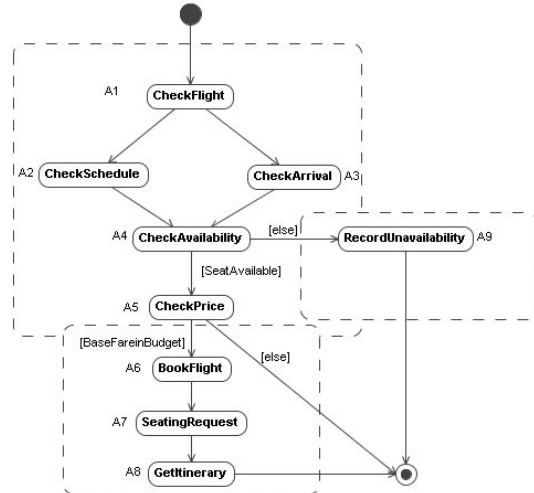 A1
CheckFlight
A2
CheckSchedule
CheckArrival
A3
A4
CheckAvailability
[else]
RecordUnavailability
A9
[SeatAvailable]
A5
CheckPrice
[BaseFareinBudget]
[else]
A6
BookFlight
A7
SeatingRequest
A8
GetItinerary